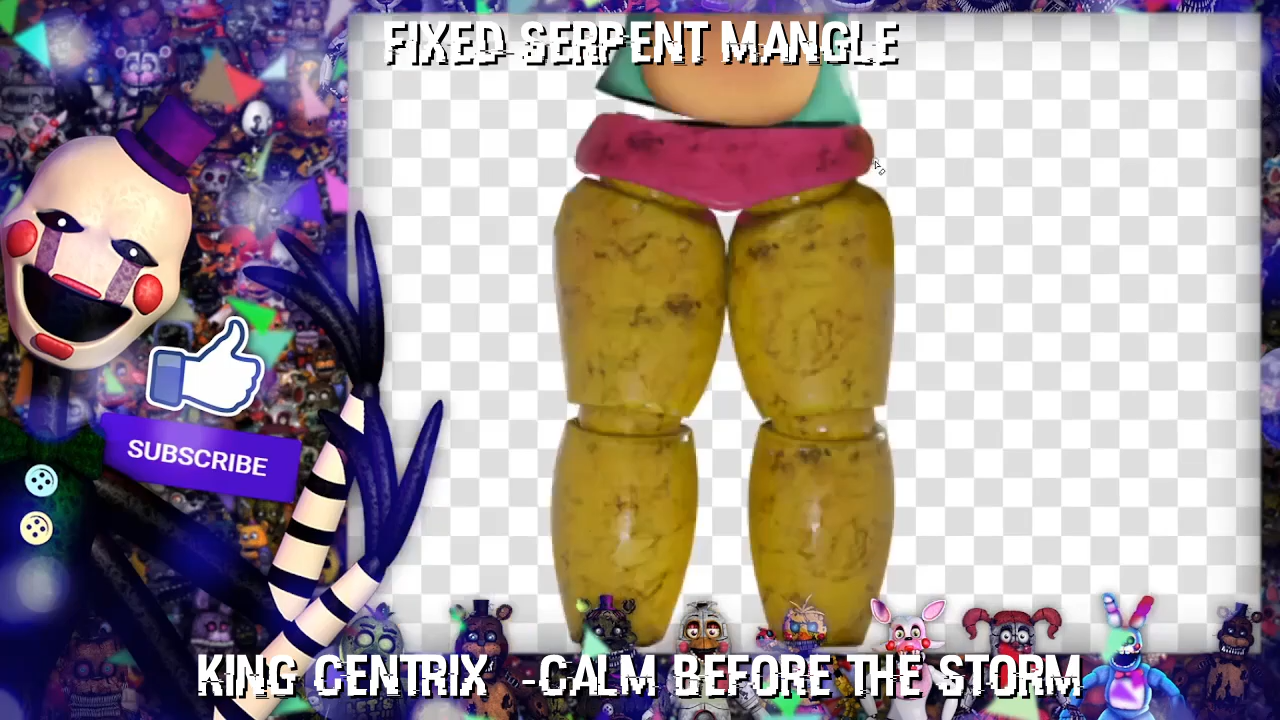 FIXED SERPENT MANGLE
SUBSCRIBE
KING CENTRIX -CALM BEFORE THE STORM